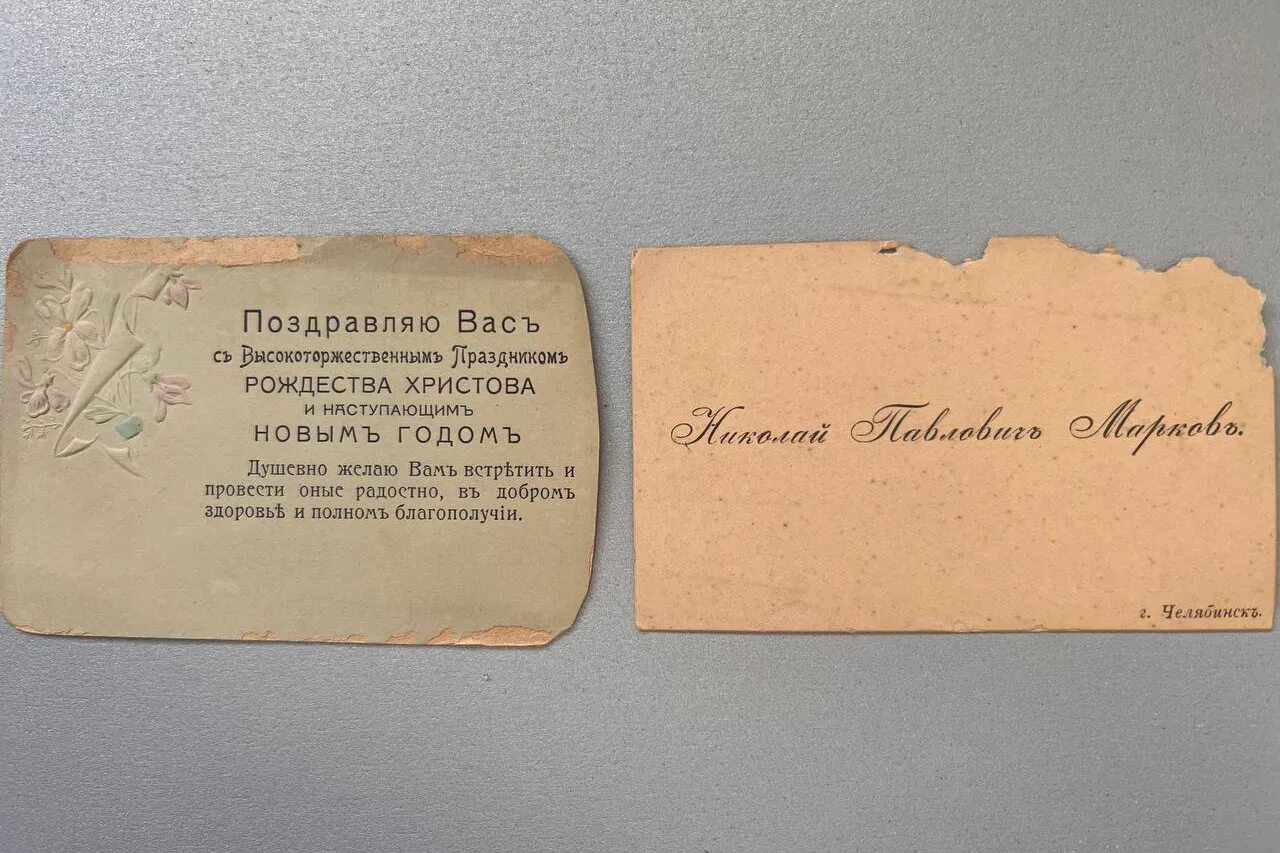 Поздравляю Васъ
съ Высокоторжественнымъ Праздникомъ
РОЖДЕСТВА ХРИСТОВА
И НАСТУПАЮЩИМЪ
НОВЫМЪ ГОДОМЪ
Душевно желаю Вамъ встрѣтить и
провести оные радостно, въ добромъ
здоровьѣ и полномъ благополучіи.
Николай Павловичъ Марковъ.
г. Челябинскъ.